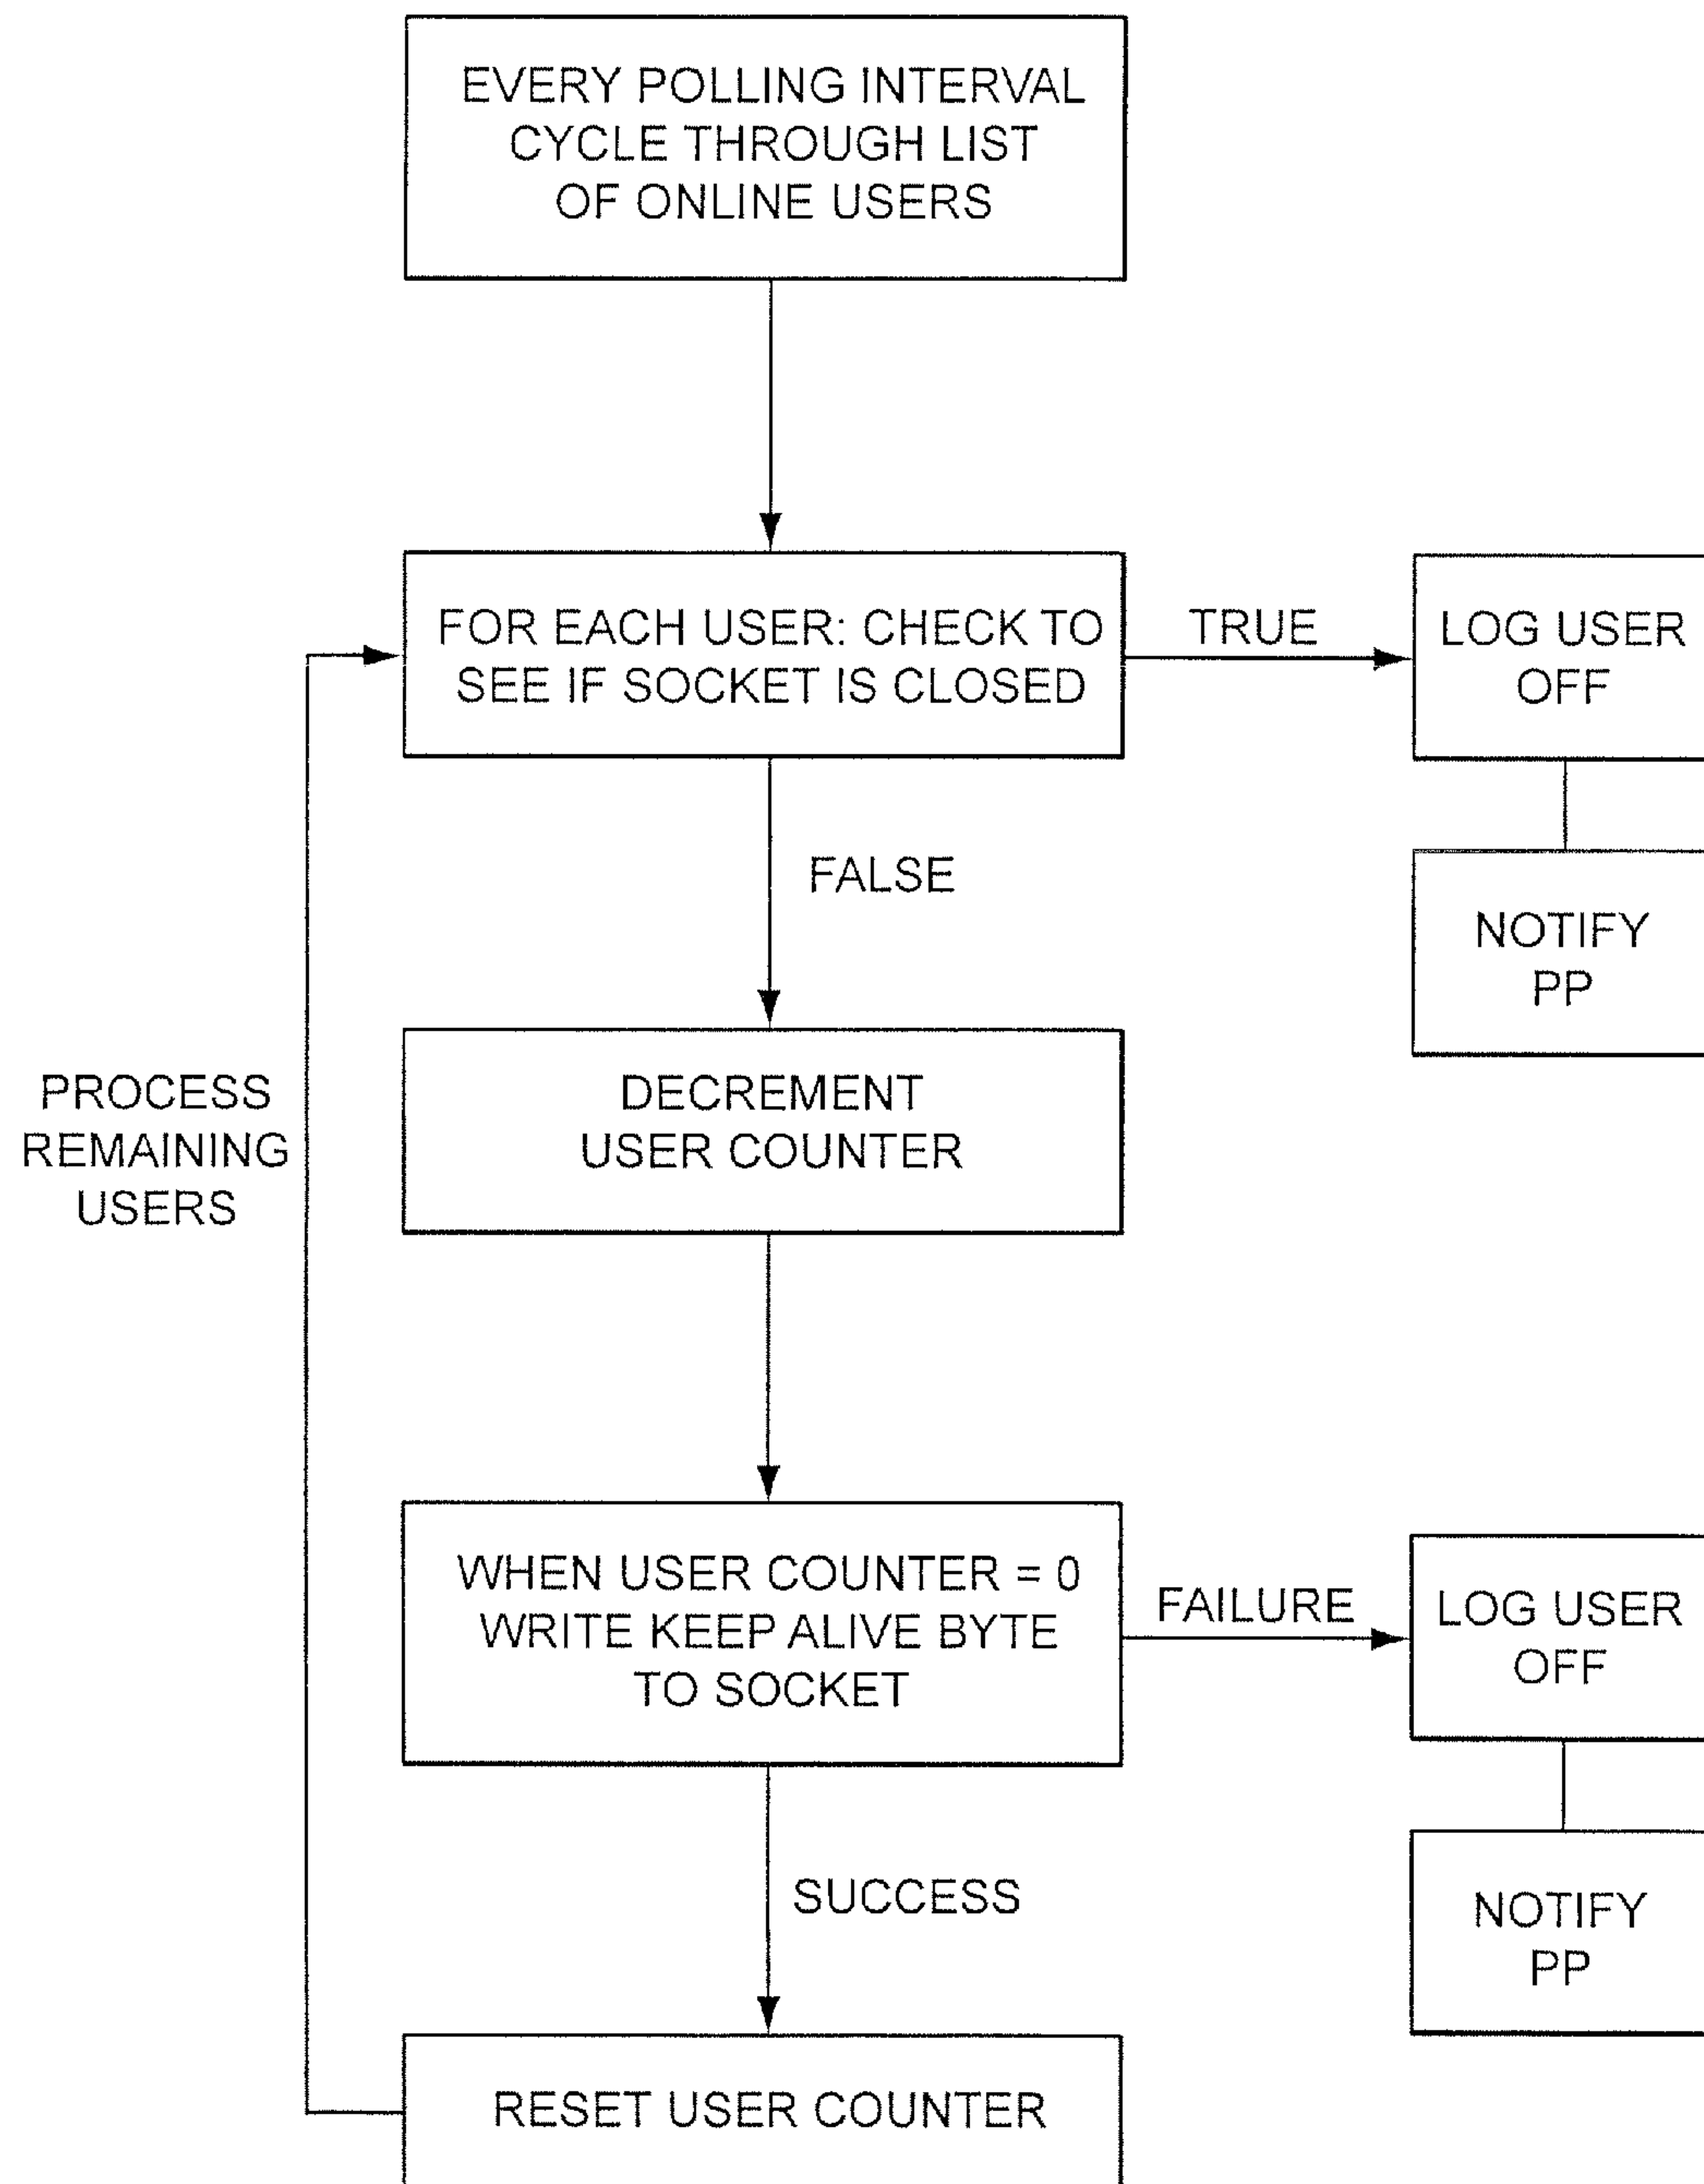 EVERY POLLING INTERVAL
CYCLE THROUGH LIST
OF ONLINE USERS
FOR EACH USER: CHECK TO
SEE IF SOCKET IS CLOSED
TRUE
LOG USER
OFF
FALSE
NOTIFY
PP
DECREMENT
USER COUNTER
PROCESS
REMAINING
USERS
WHEN USER COUNTER = 0
WRITE KEEP ALIVE BYTE
TO SOCKET
FAILURE
LOG USER
OFF
SUCCESS
NOTIFY
PP
RESET USER COUNTER